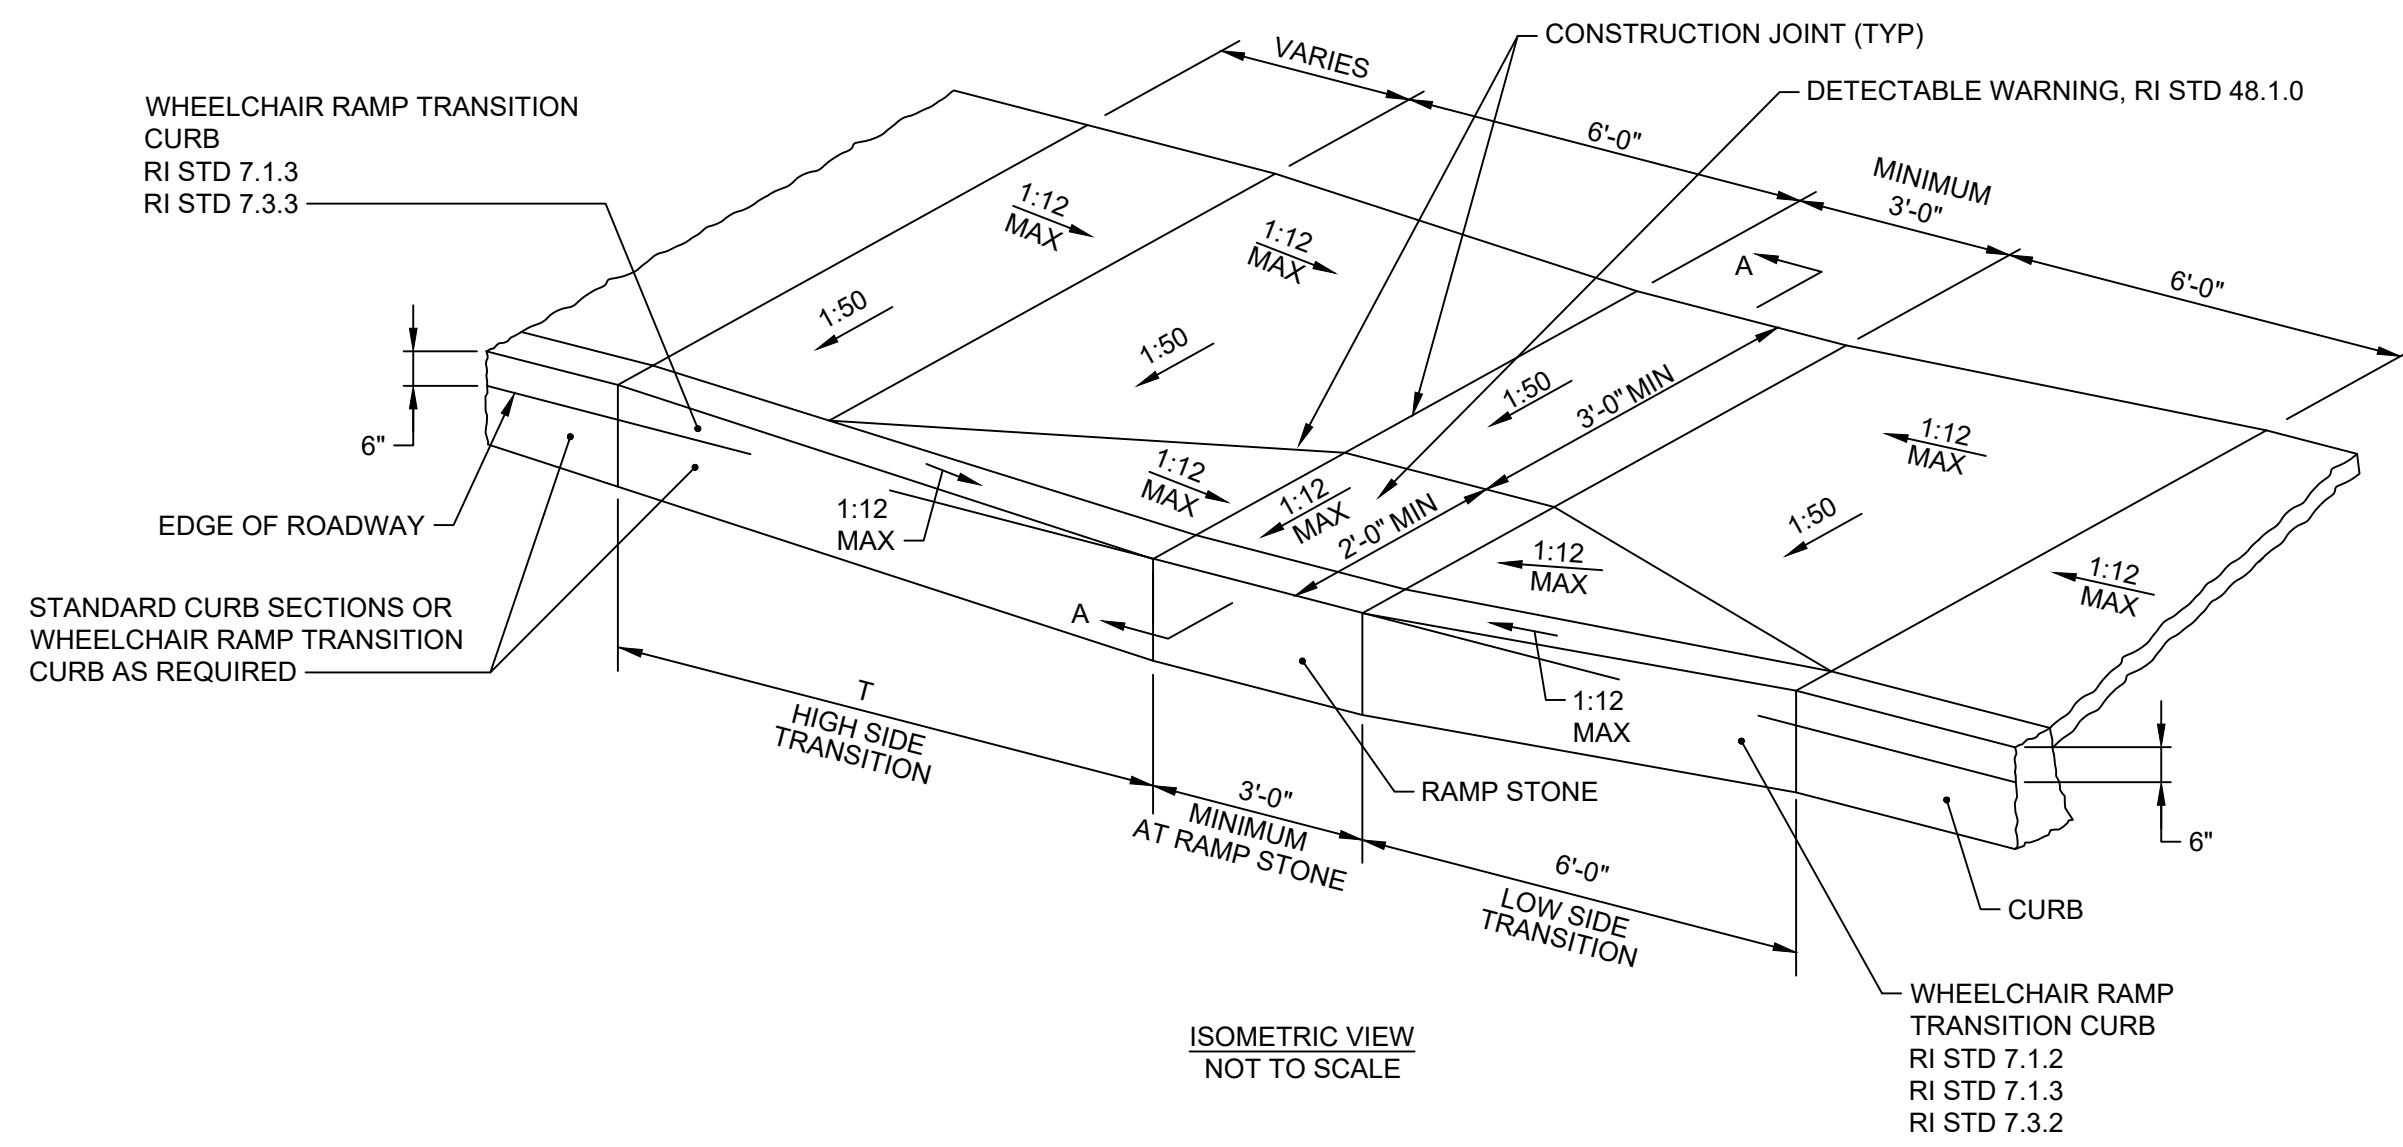 CONSTRUCTION JOINT (TYP)
VARIES
DETECTABLE WARNING, RI STD 48.1.0
WHEELCHAIR RAMP TRANSITION
CURB
RI STD 7.1.3
RI STD 7.3.3
6'-0"
MINIMUM
3'-0"
6'-0"
1:12
MAX
1:12
MAX
A
1:50
1:50
1:50
3'-0" MIN
6"
1:12
MAX
1:12
MAX
1:12
MAX
2'-0" MIN
1:50
1:12
MAX
EDGE OF ROADWAY
1:12
MAX
1:12
MAX
STANDARD CURB SECTIONS OR
WHEELCHAIR RAMP TRANSITION
CURB AS REQUIRED
A
T
HIGH SIDE
TRANSITION
1:12
MAX
3'-0"
MINIMUM
AT RAMP STONE
RAMP STONE
6"
6'-0"
LOW SIDE
TRANSITION
CURB
WHEELCHAIR RAMP
TRANSITION CURB
RI STD 7.1.2
RI STD 7.1.3
RI STD 7.3.2
ISOMETRIC VIEW
NOT TO SCALE